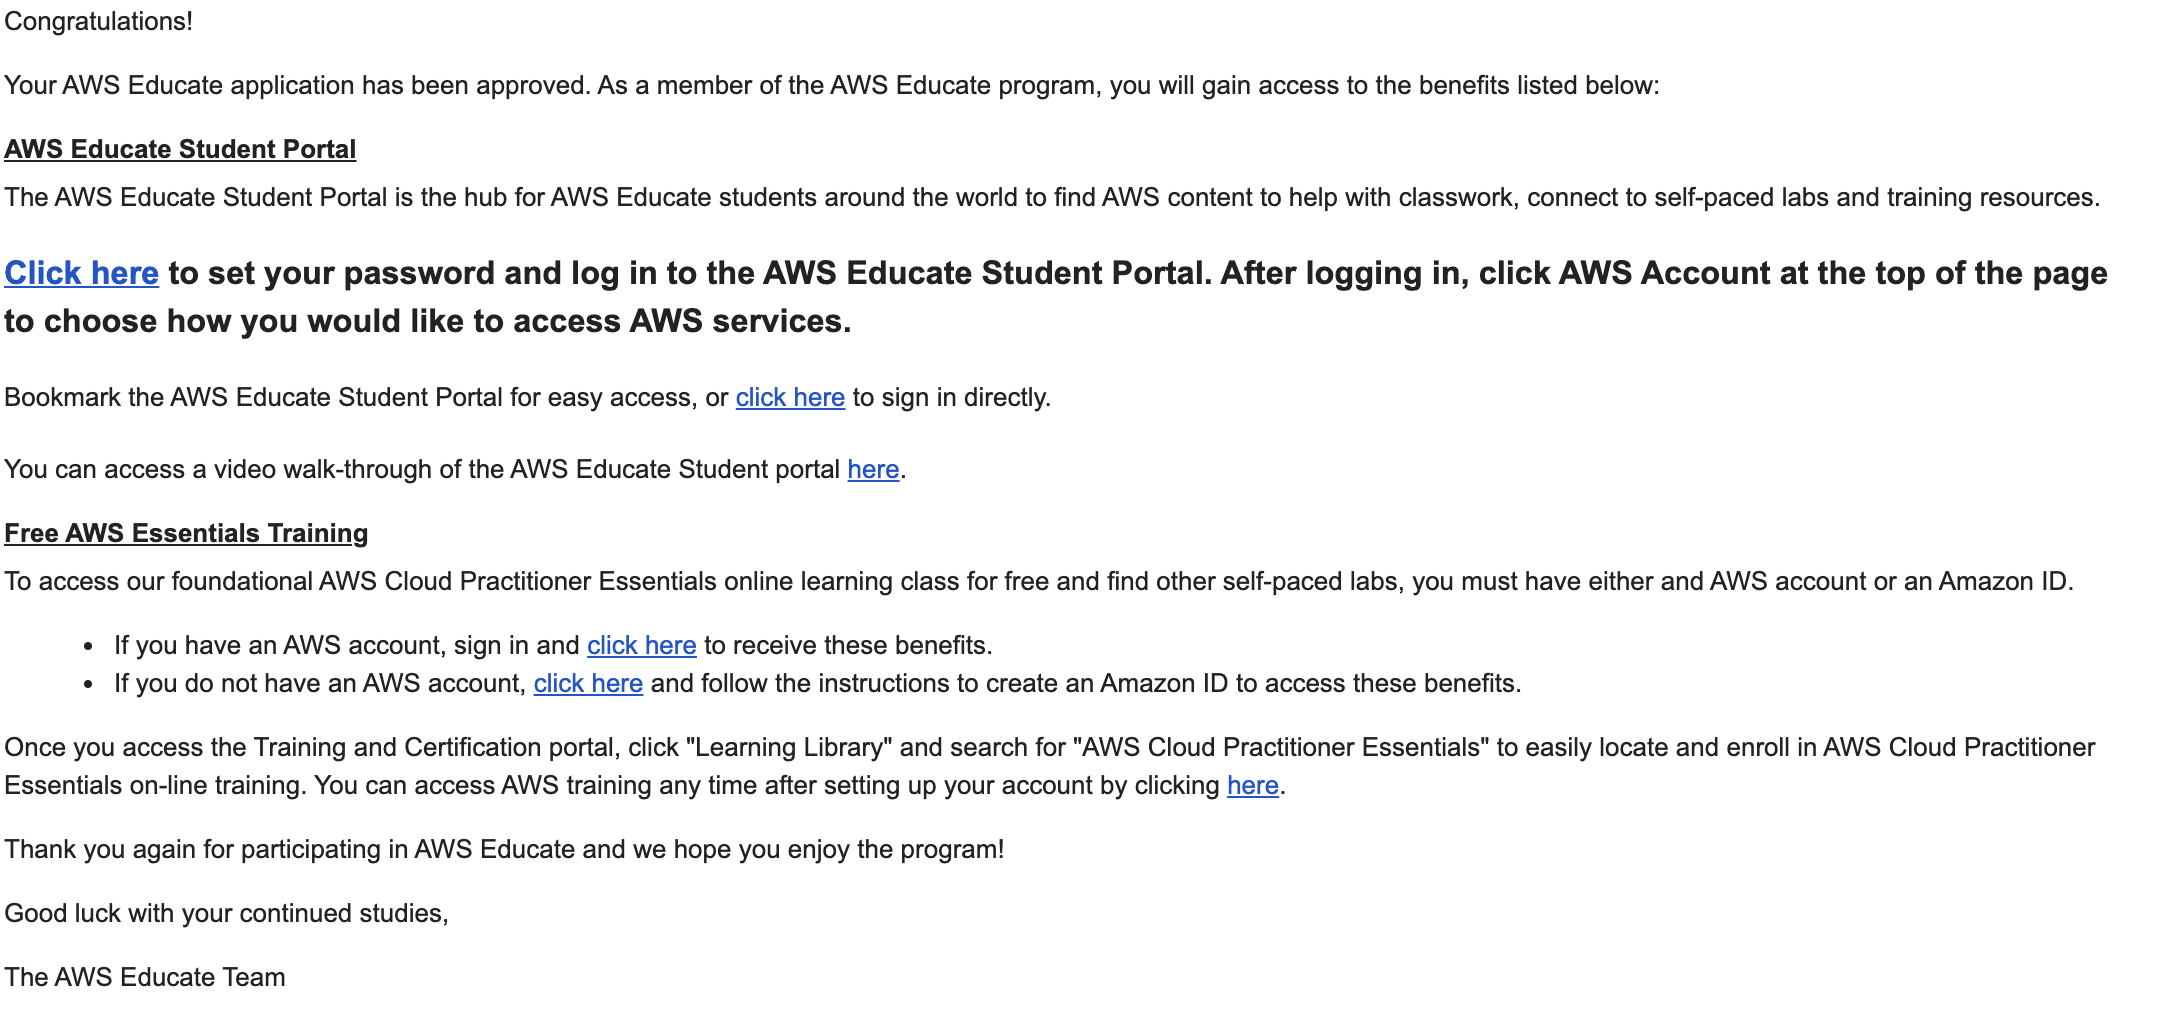 Congratulations!
Your AWS Educate application has been approved. As a member of the AWS Educate program, you will gain access to the benefits listed below:
AWS Educate Student Portal
The AWS Educate Student Portal is the hub for AWS Educate students around the world to find AWS content to help with classwork, connect to self-paced labs and training resources.
Click here to set your password and log in to the AWS Educate Student Portal. After logging in, click AWS Account at the top of the page
to choose how you would like to access AWS services.
Bookmark the AWS Educate Student Portal for easy access, or click here to sign in directly.
You can access a video walk-through of the AWS Educate Student portal here.
Free AWS Essentials Training
To access our foundational AWS Cloud Practitioner Essentials online learning class for free and find other self-paced labs, you must have either and AWS account or an Amazon ID.
• If you have an AWS account, sign in and click here to receive these benefits.
• If you do not have an AWS account, click here and follow the instructions to create an Amazon ID to access these benefits.
Once you access the Training and Certification portal, click "Learning Library" and search for "AWS Cloud Practitioner Essentials" to easily locate and enroll in AWS Cloud Practitioner
Essentials on-line training. You can access AWS training any time after setting up your account by clicking here.
Thank you again for participating in AWS Educate and we hope you enjoy the program!
Good luck with your continued studies,
The AWS Educate Team